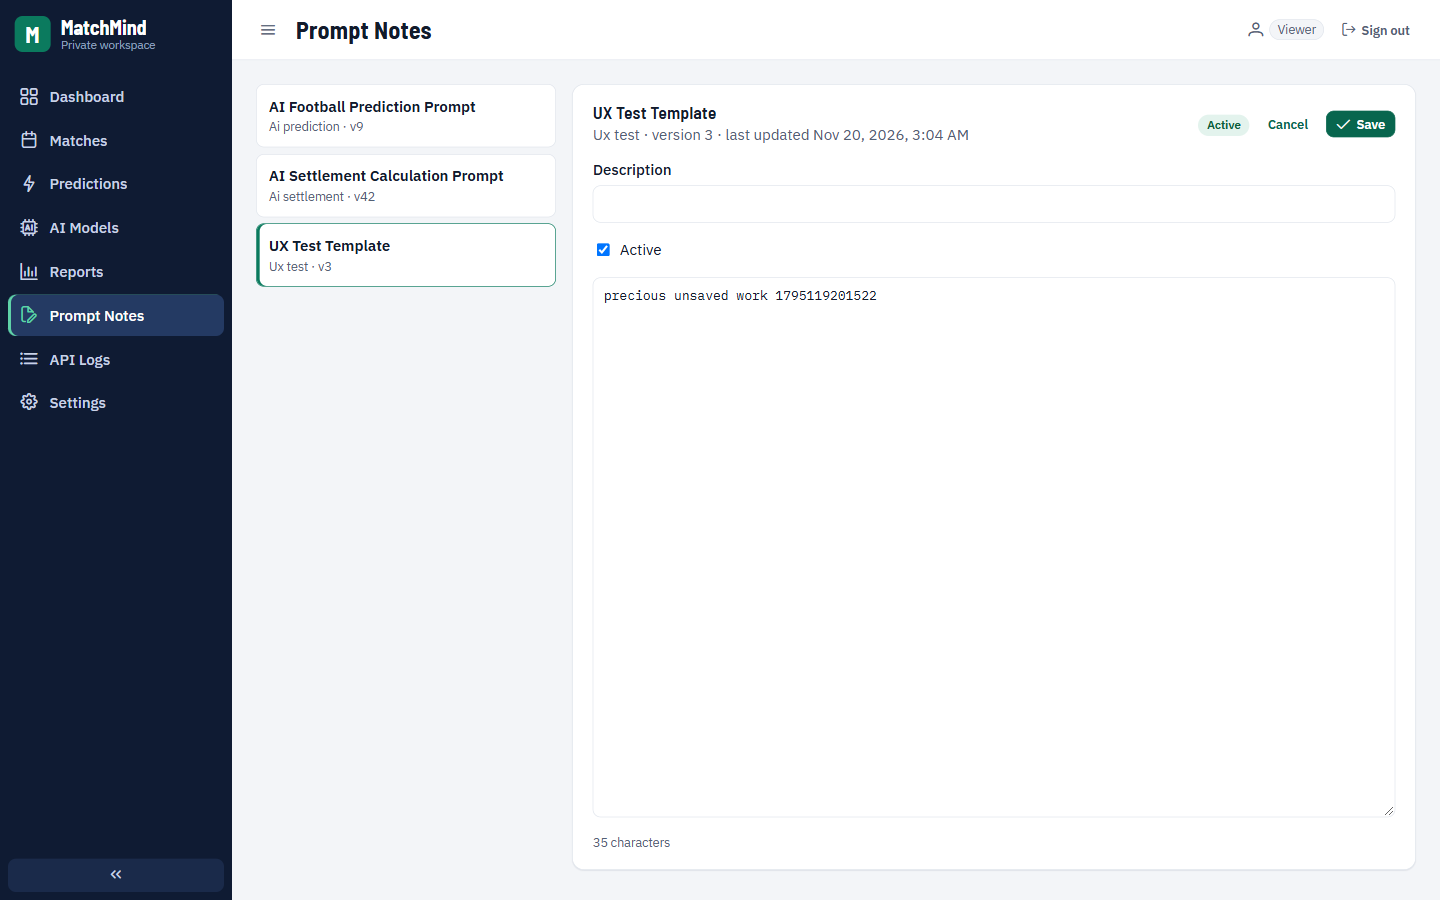 M
MatchMind
Private workspace
Dashboard
Matches
Predictions
AI Models
Reports
Prompt Notes
API Logs
Settings
Prompt Notes
Viewer
Sign out
AI Football Prediction Prompt
Ai prediction · v9
AI Settlement Calculation Prompt
Ai settlement · v42
UX Test Template
Ux test · v3
UX Test Template
Ux test · version 3 · last updated Nov 20, 2026, 3:04 AM
Active
Cancel
Save
Description
Active
precious unsaved work 1795119201522
35 characters